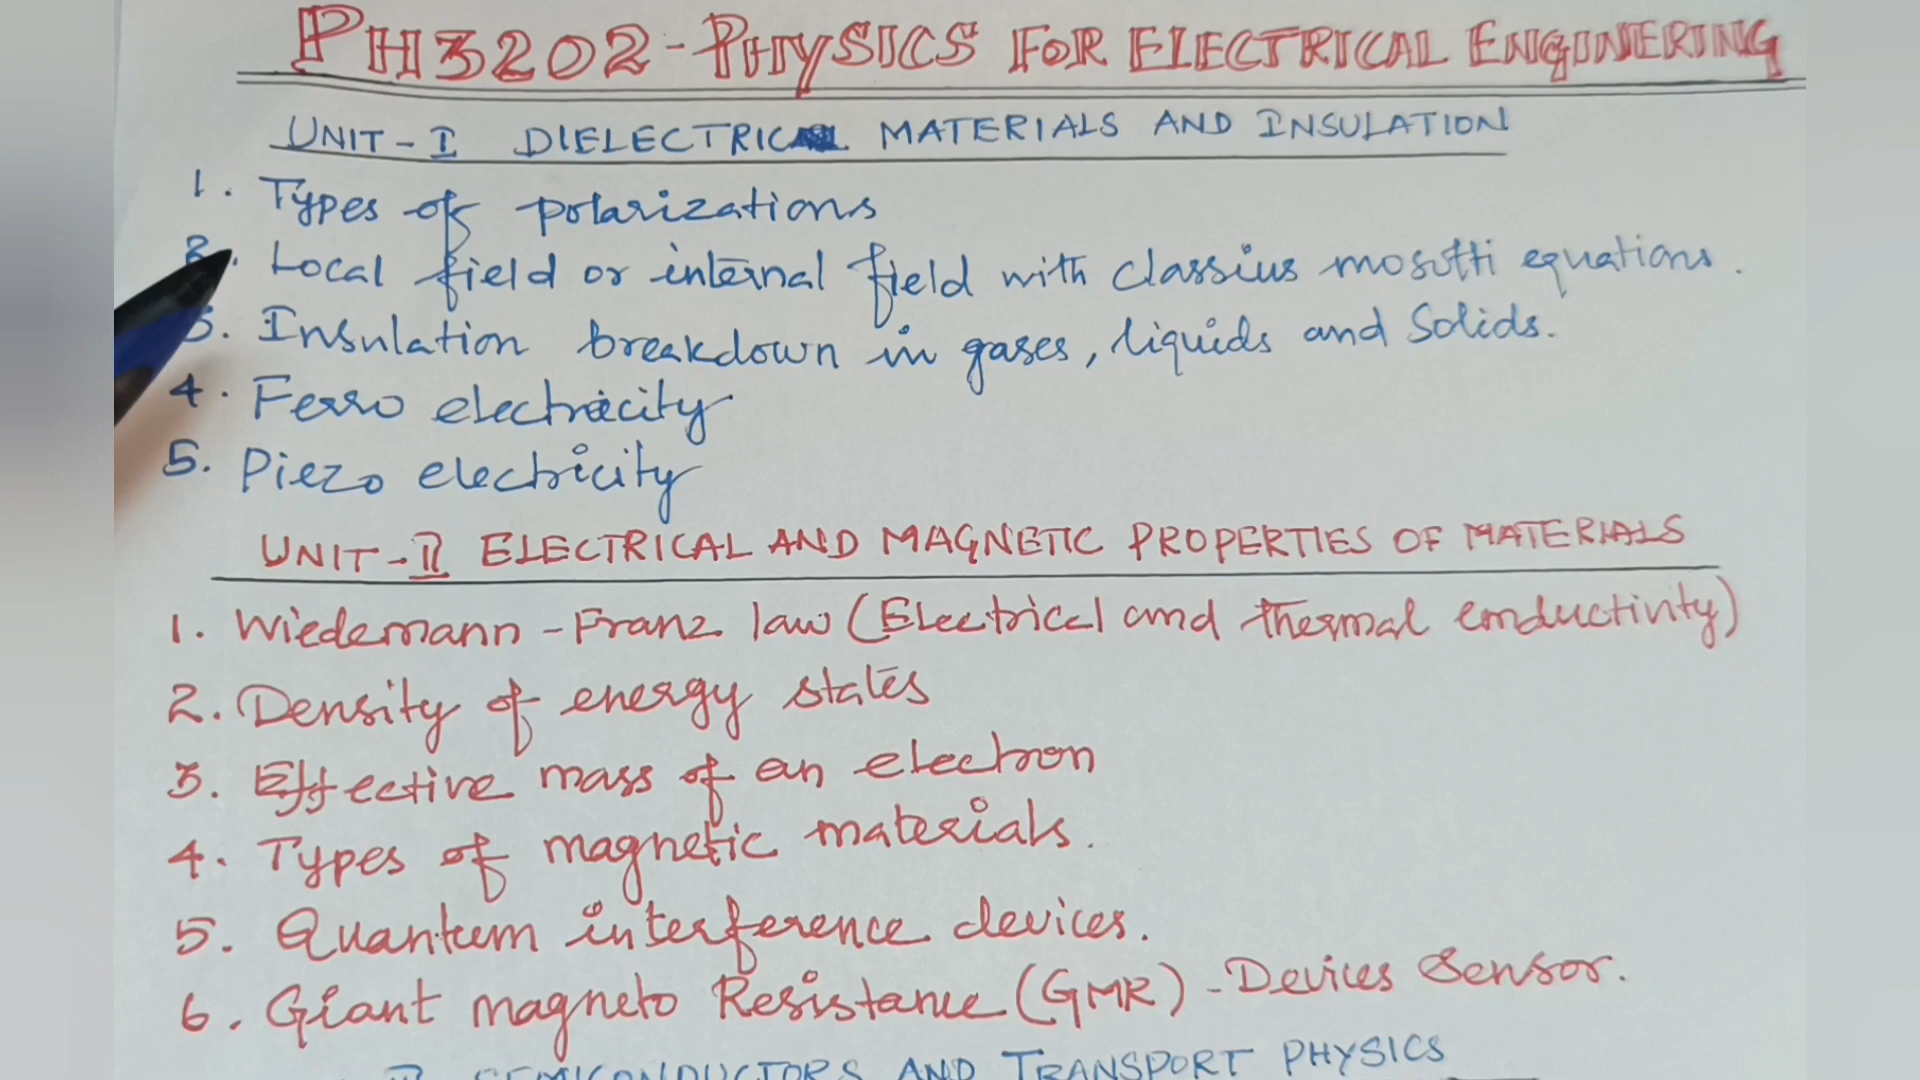 PH3202-PHYSICS FOR ELECTRICAL ENGINEERING
UNIT-I DIELECTRIC MATERIALS AND INSULATION
1. Types of polarizations
2. Local field or internal field with classius mosotti equations.
3. Insulation breakdown in gases, liquids and Solids.
4. Ferro electricity
5. Piezo electricity
UNIT-II ELECTRICAL AND MAGNETIC PROPERTIES OF MATERIALS
1. Wiedemann-Franz law (Electrical and thermal conductivity)
2. Density of energy states
3. Effective mass of an electron
4. Types of magnetic materials.
5. Quantum interference devices.
6. Giant magneto Resistance (GMR) - Devices Sensor.
SEMICONDUCTORS AND TRANSPORT PHYSICS